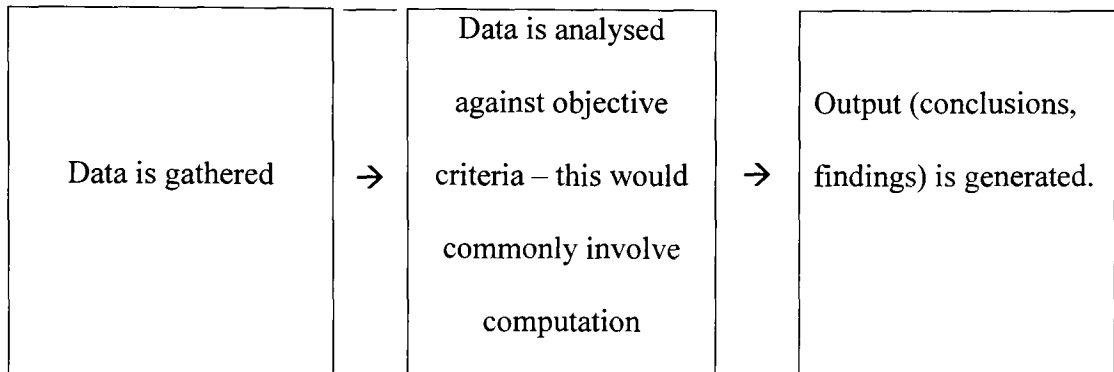 Data is gathered
→
Data is analysed
against objective
criteria – this would
commonly involve
computation
→
Output (conclusions,
findings) is generated.